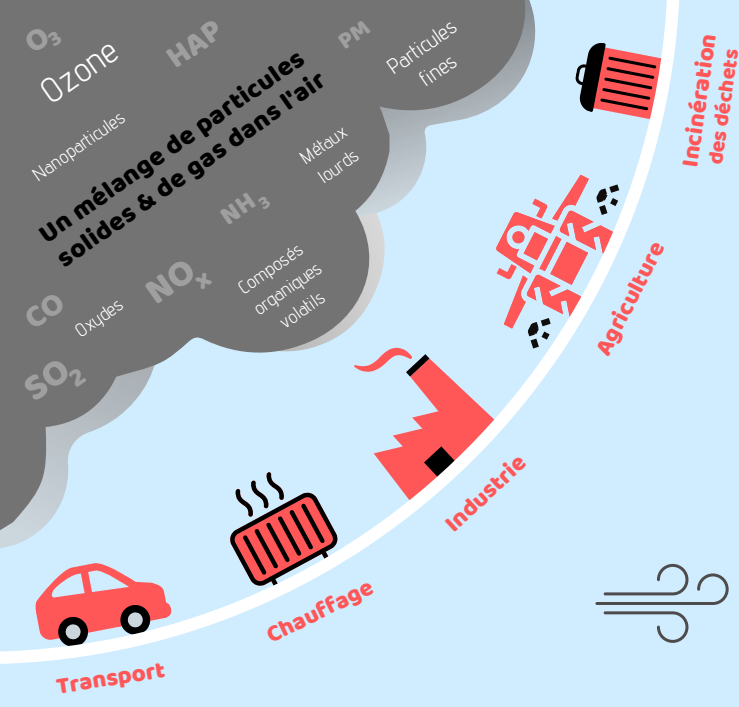 O₃
HAP
PM
Ozone
Particules
fines
Nanoparticules
Un mélange de particules
solides & de gas dans l'air
Métaux
lourds
NH₃
CO
Oxydes
NOₓ
Composés
organiques
volatils
SO₂
Incinération
des déchets
Agriculture
Industrie
Chauffage
Transport